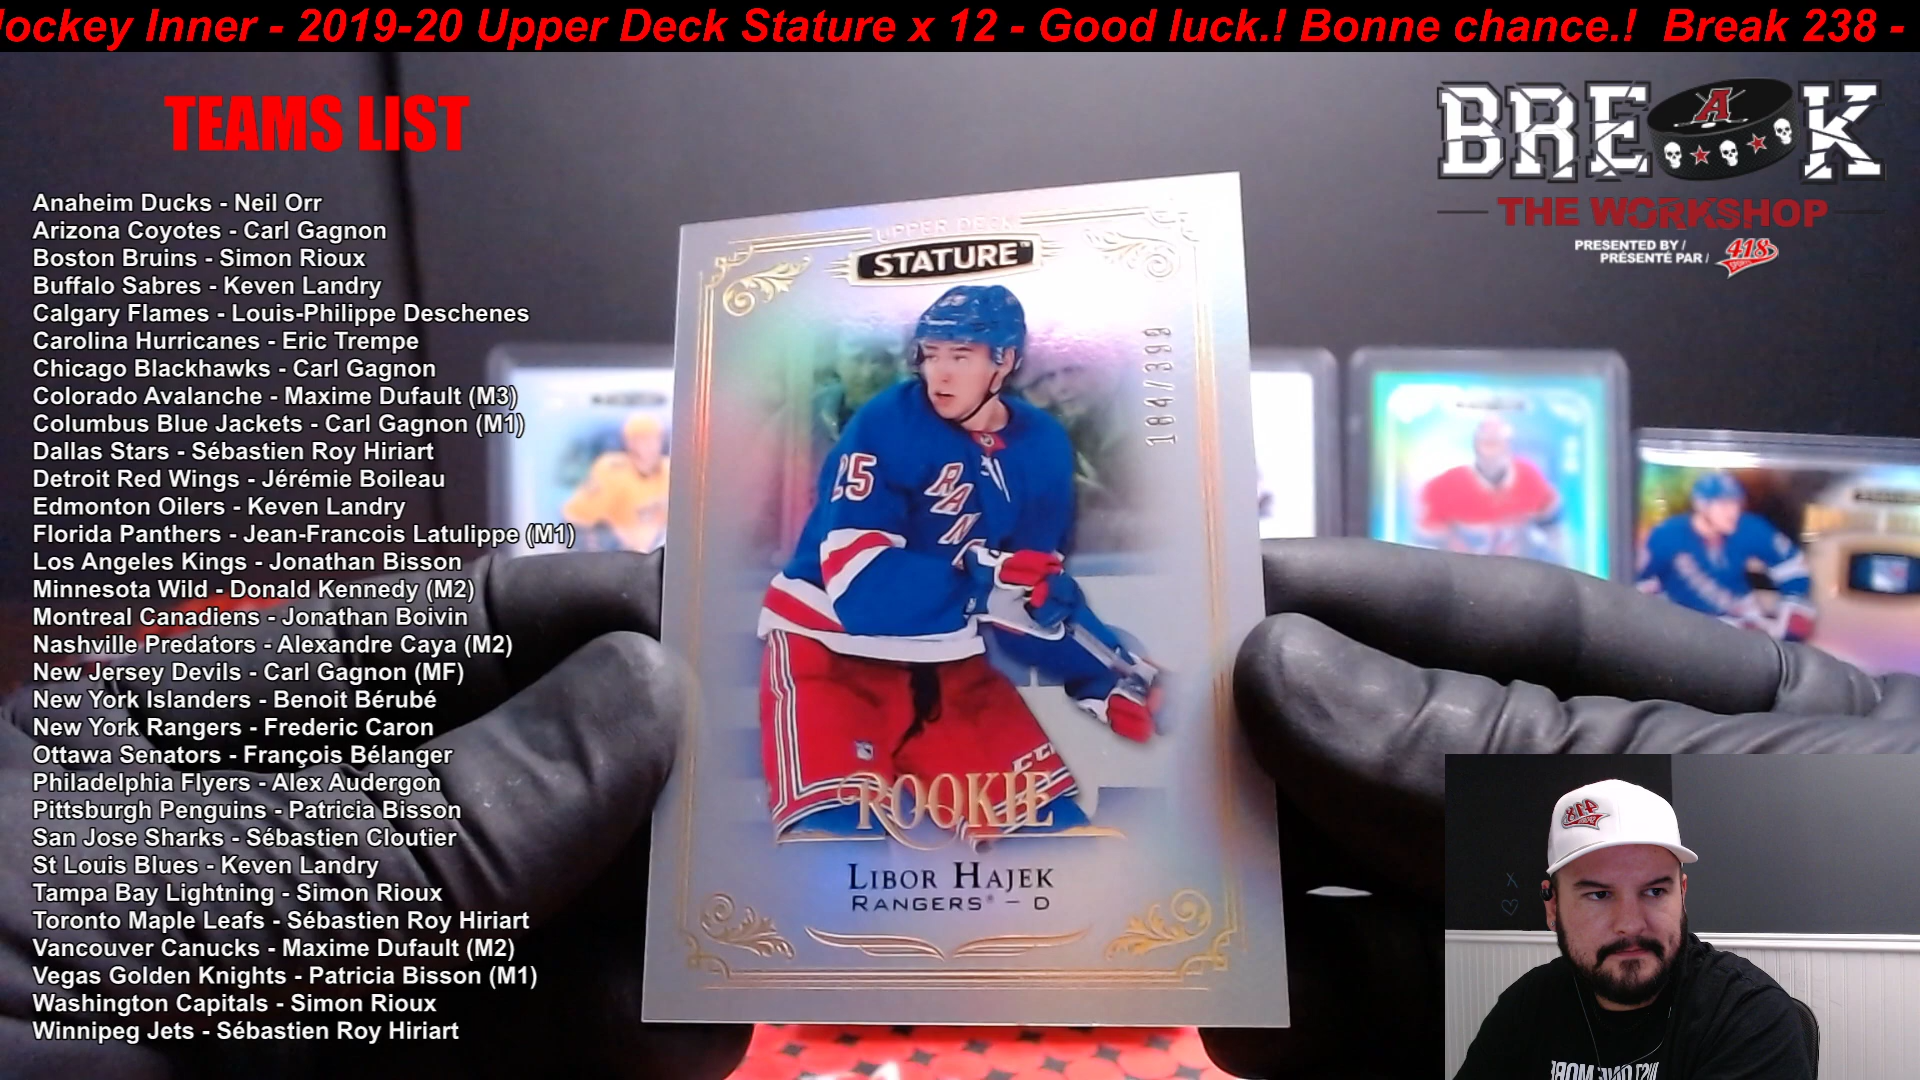 Hockey Inner - 2019-20 Upper Deck Stature x 12 - Good luck.! Bonne chance.! Break 238 -
TEAMS LIST
BREAK
A
THE WORKSHOP
PRESENTED BY /
PRÉSENTÉ PAR /
418
Anaheim Ducks - Neil Orr
Arizona Coyotes - Carl Gagnon
Boston Bruins - Simon Rioux
Buffalo Sabres - Keven Landry
Calgary Flames - Louis-Philippe Deschenes
Carolina Hurricanes - Eric Trempe
Chicago Blackhawks - Carl Gagnon
Colorado Avalanche - Maxime Dufault (M3)
Columbus Blue Jackets - Carl Gagnon (M1)
Dallas Stars - Sébastien Roy Hiriart
Detroit Red Wings - Jérémie Boileau
Edmonton Oilers - Keven Landry
Florida Panthers - Jean-Francois Latulippe (M1)
Los Angeles Kings - Jonathan Bisson
Minnesota Wild - Donald Kennedy (M2)
Montreal Canadiens - Jonathan Boivin
Nashville Predators - Alexandre Caya (M2)
New Jersey Devils - Carl Gagnon (MF)
New York Islanders - Benoit Bérubé
New York Rangers - Frederic Caron
Ottawa Senators - François Bélanger
Philadelphia Flyers - Alex Audergon
Pittsburgh Penguins - Patricia Bisson
San Jose Sharks - Sébastien Cloutier
St Louis Blues - Keven Landry
Tampa Bay Lightning - Simon Rioux
Toronto Maple Leafs - Sébastien Roy Hiriart
Vancouver Canucks - Maxime Dufault (M2)
Vegas Golden Knights - Patricia Bisson (M1)
Washington Capitals - Simon Rioux
Winnipeg Jets - Sébastien Roy Hiriart
UPPER DECK
STATURE™
184/399
25
RAN
CCM
ROOKIE
LIBOR HAJEK
RANGERS® - D
418